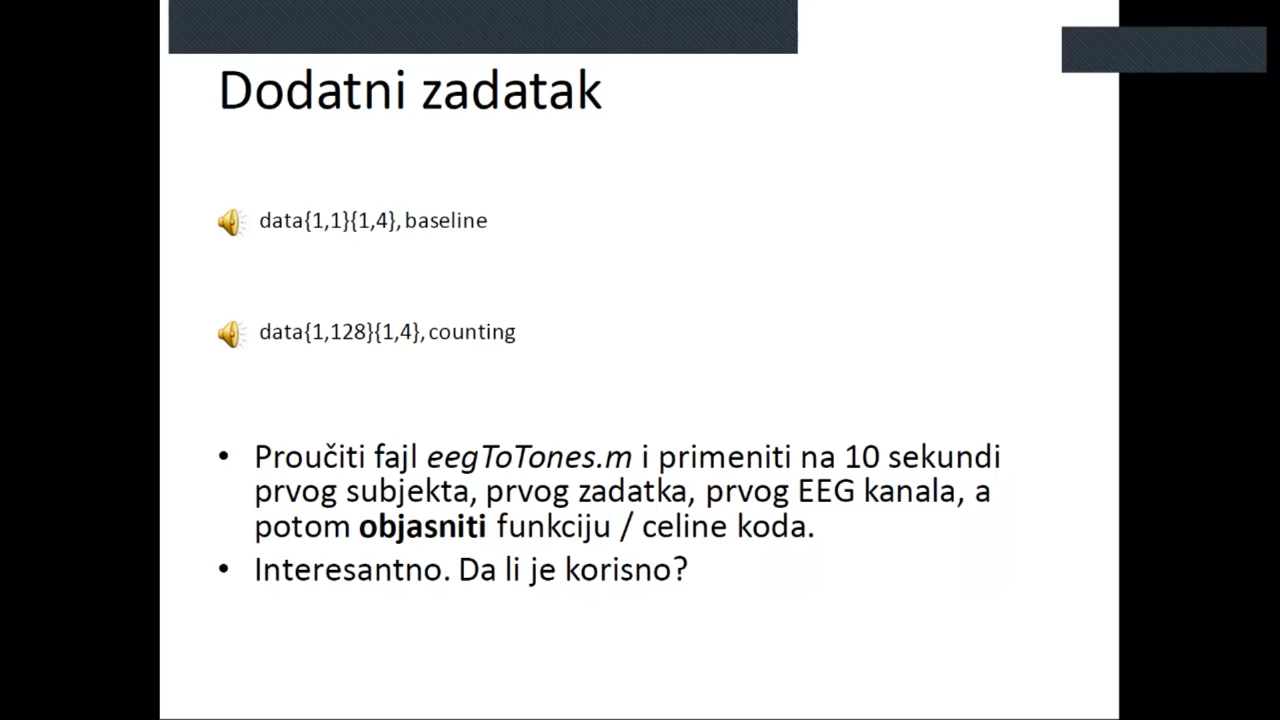 Dodatni zadatak
data{1,1}{1,4}, baseline
data{1,128}{1,4}, counting
• Proučiti fajl eegToTones.m i primeniti na 10 sekundi
prvog subjekta, prvog zadatka, prvog EEG kanala, a
potom objasniti funkciju / celine koda.
• Interesantno. Da li je korisno?